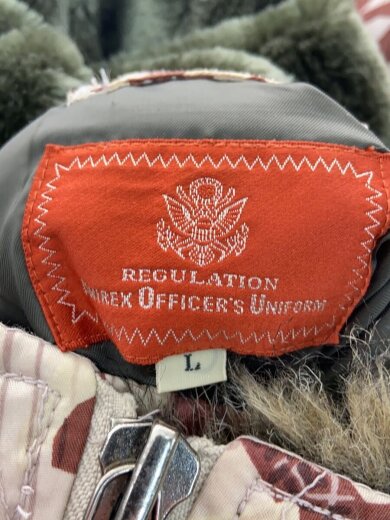 REGULATION
AVIREX OFFICER'S UNIFORM
L